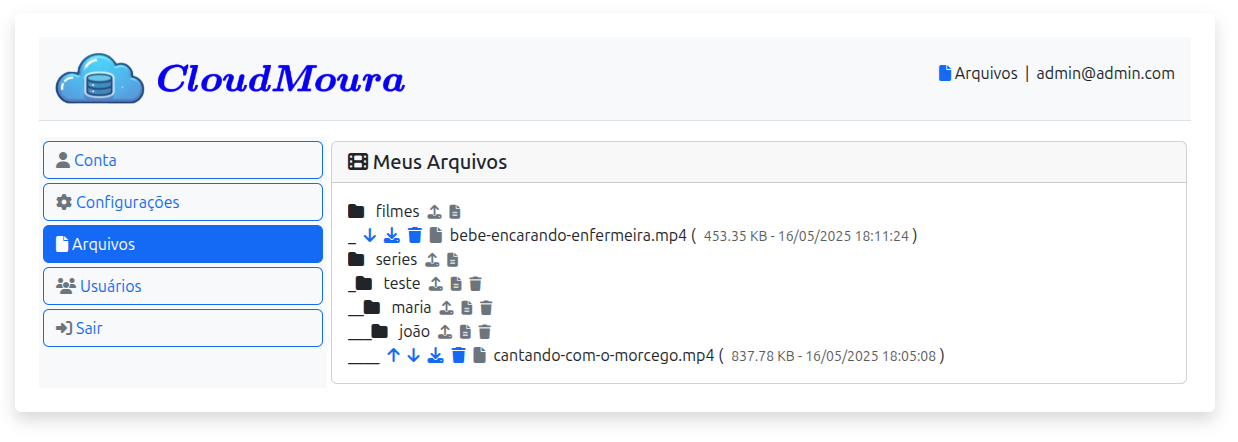 CloudMoura
Arquivos | admin@admin.com
Conta
Configurações
Arquivos
Usuários
Sair
Meus Arquivos
filmes
_ bebe-encarando-enfermeira.mp4 ( 453.35 KB - 16/05/2025 18:11:24 )
series
_ teste
__ maria
___ joão
____ cantando-com-o-morcego.mp4 ( 837.78 KB - 16/05/2025 18:05:08 )